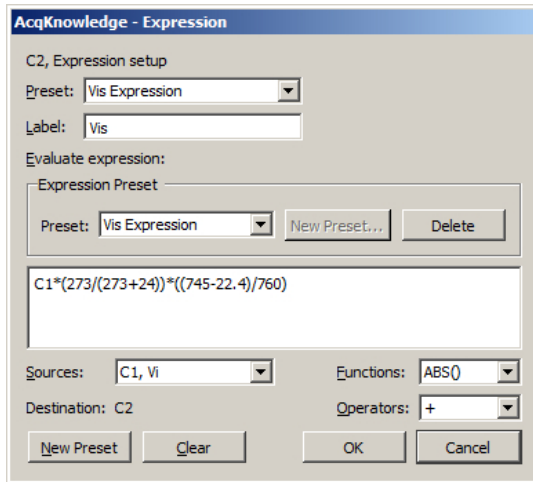 AcqKnowledge - Expression
C2, Expression setup
Preset: Vis Expression
Label: Vis
Evaluate expression:
Expression Preset
Preset: Vis Expression New Preset... Delete
C1*(273/(273+24))*((745-22.4)/760)
Sources: C1, Vi Functions: ABS()
Destination: C2 Operators: +
New Preset Clear OK Cancel